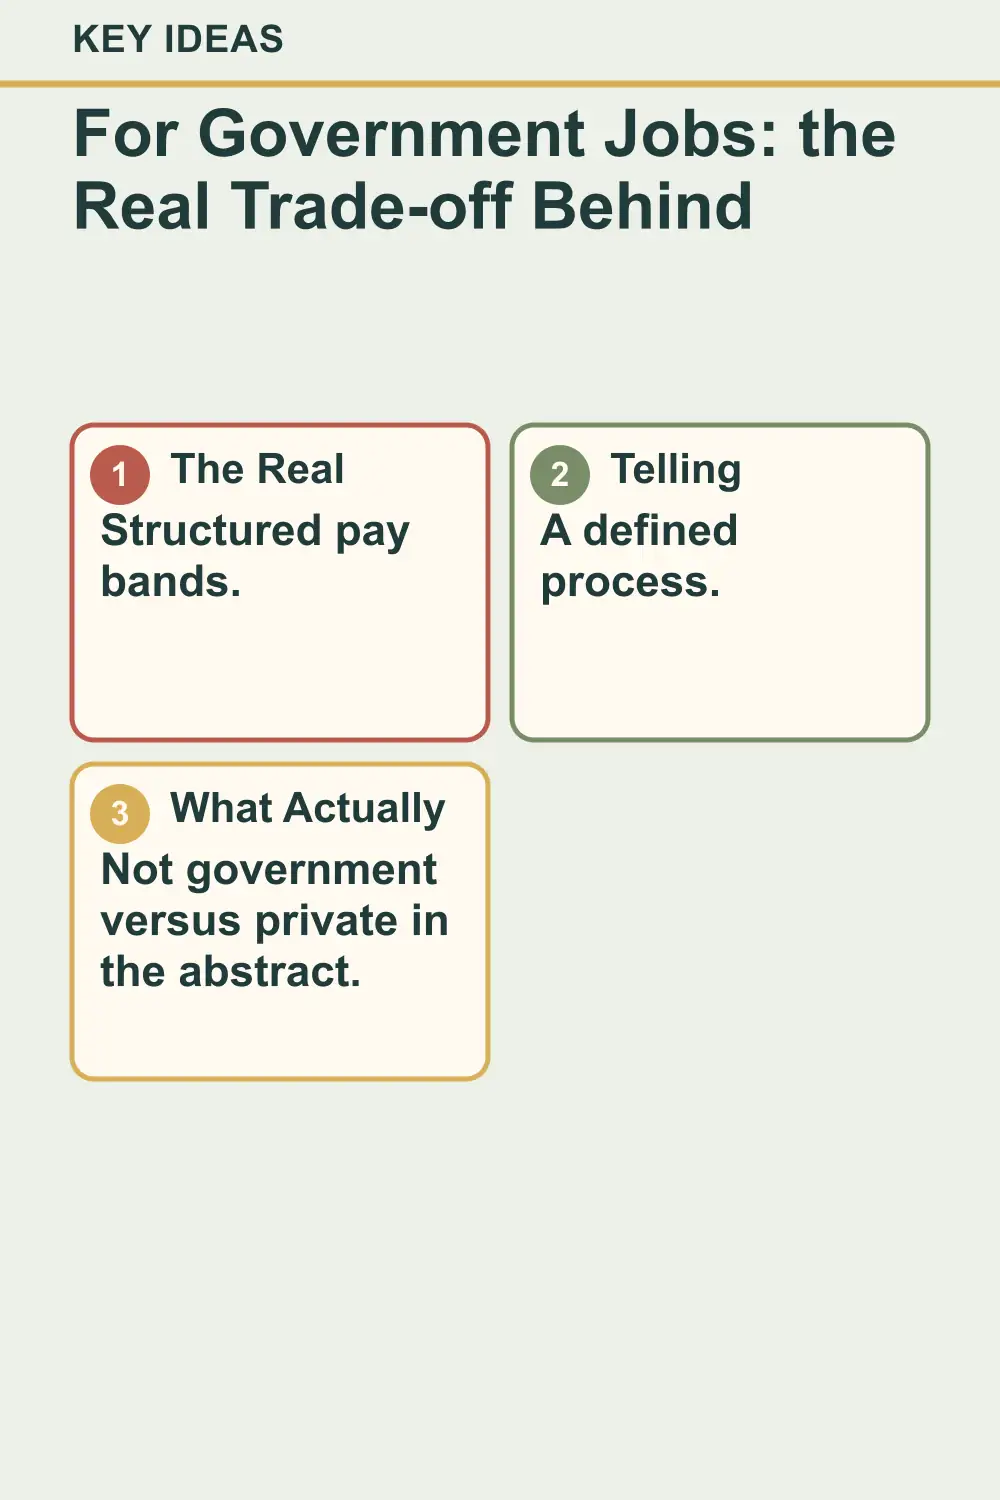 KEY IDEAS
For Government Jobs: the
Real Trade-off Behind
1 The Real
Structured pay
bands.
2 Telling
A defined
process.
3 What Actually
Not government
versus private in
the abstract.